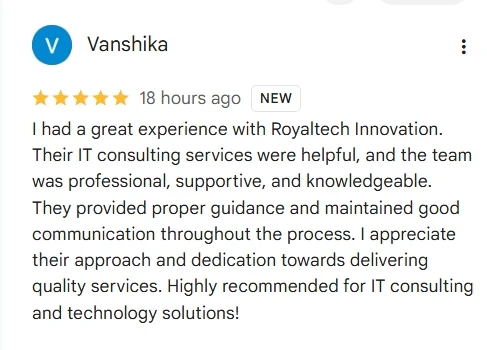 V
Vanshika
18 hours ago NEW
I had a great experience with Royaltech Innovation.
Their IT consulting services were helpful, and the team
was professional, supportive, and knowledgeable.
They provided proper guidance and maintained good
communication throughout the process. I appreciate
their approach and dedication towards delivering
quality services. Highly recommended for IT consulting
and technology solutions!